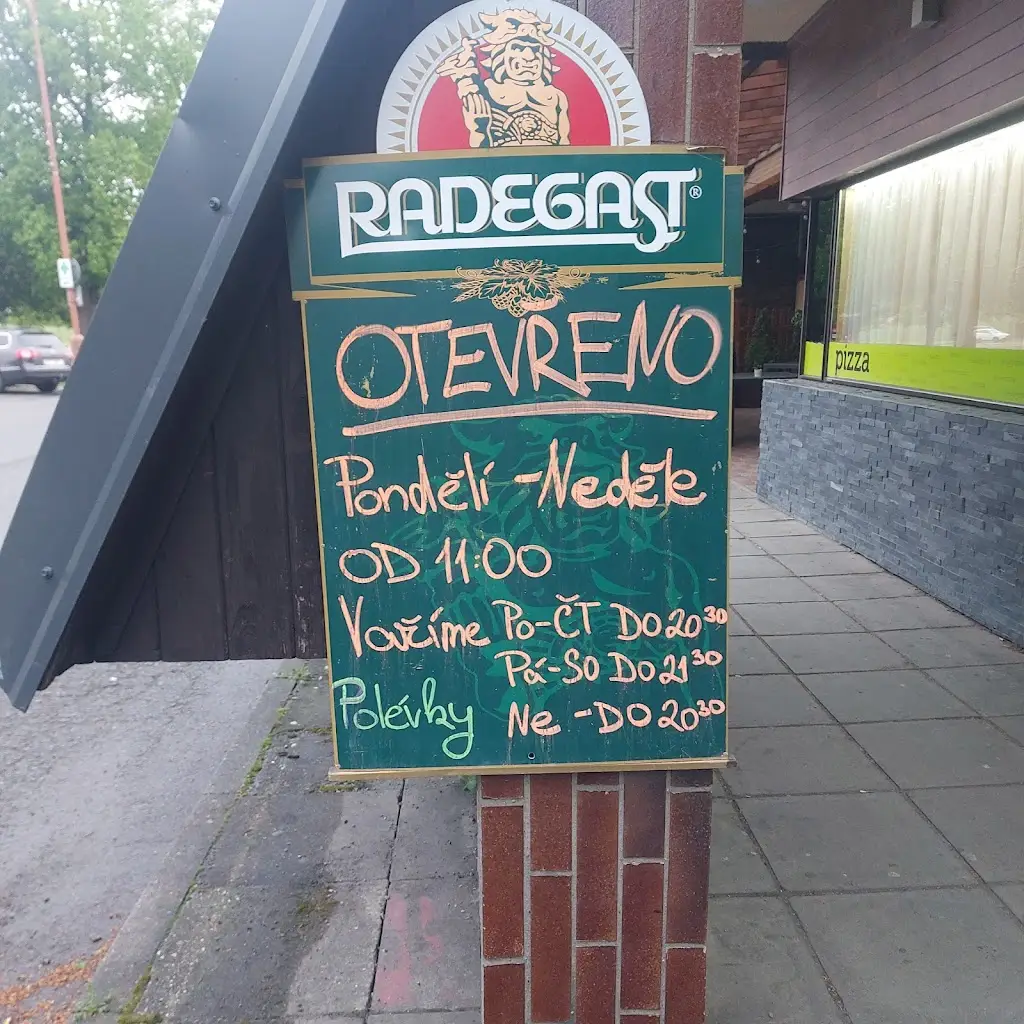 RADEGAST®
OTEVŘENO
Pondělí - Neděle
OD 11:00
Vaříme Po-ČT DO 20³⁰
Pá-SO DO 21³⁰
Polévky Ne - DO 20³⁰
pizza